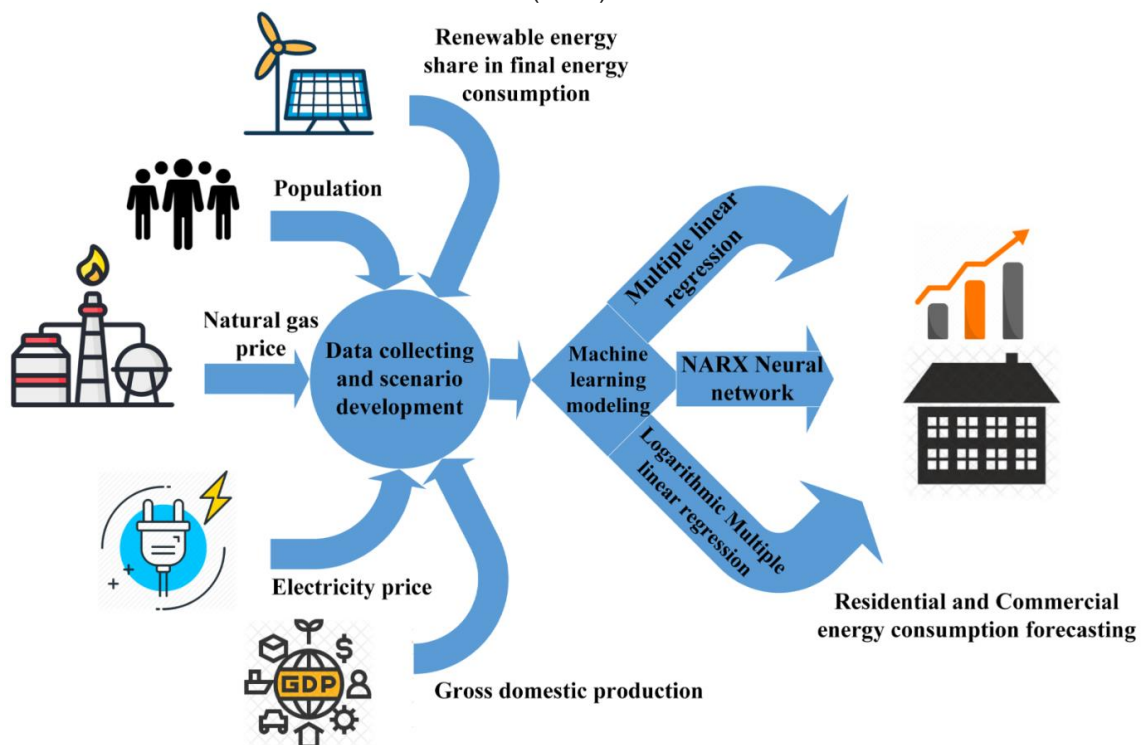 Renewable energy
share in final energy
consumption
Population
Natural gas
price
Data collecting
and scenario
development
Electricity price
GDP
Gross domestic production
Machine
learning
modeling
Multiple linear
regression
NARX Neural
network
Logarithmic Multiple
linear regression
Residential and Commercial
energy consumption forecasting